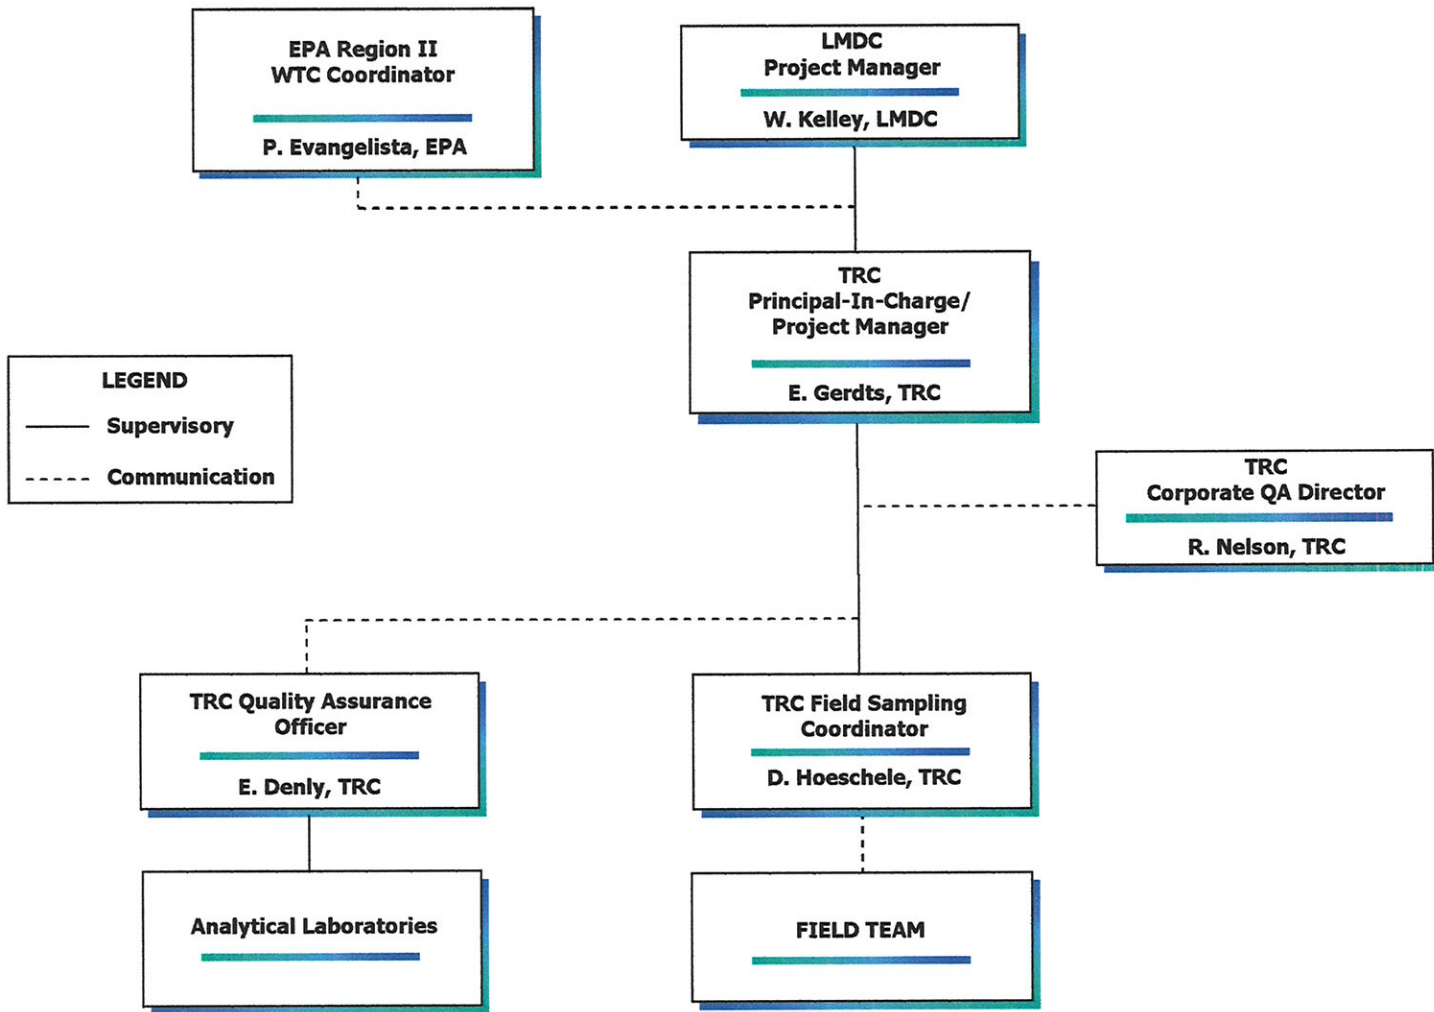 EPA Region II
WTC Coordinator
P. Evangelista, EPA
LMDC
Project Manager
W. Kelley, LMDC
TRC
Principal-In-Charge/
Project Manager
E. Gerdts, TRC
LEGEND
Supervisory
Communication
TRC
Corporate QA Director
R. Nelson, TRC
TRC Quality Assurance
Officer
E. Denly, TRC
TRC Field Sampling
Coordinator
D. Hoeschele, TRC
Analytical Laboratories
FIELD TEAM